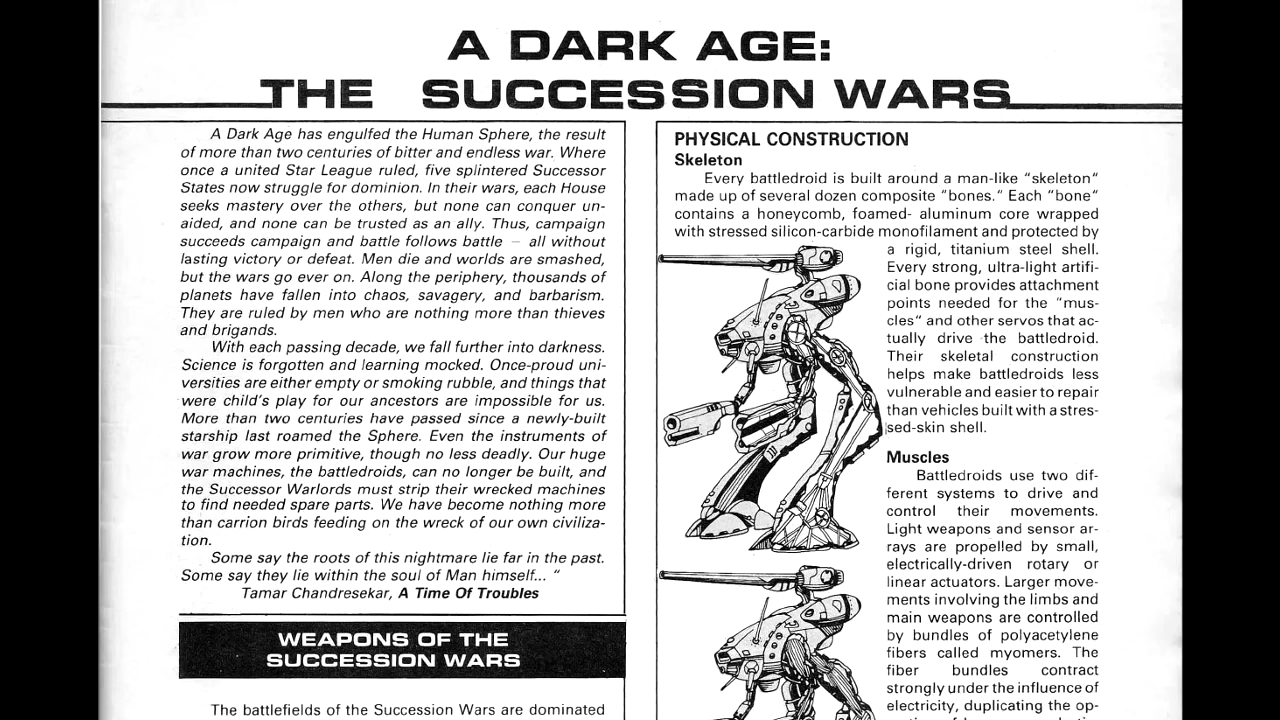 A DARK AGE:
THE SUCCESSION WARS
A Dark Age has engulfed the Human Sphere, the result
of more than two centuries of bitter and endless war. Where
once a united Star League ruled, five splintered Successor
States now struggle for dominion. In their wars, each House
seeks mastery over the others, but none can conquer un-
aided, and none can be trusted as an ally. Thus, campaign
succeeds campaign and battle follows battle — all without
lasting victory or defeat. Men die and worlds are smashed,
but the wars go ever on. Along the periphery, thousands of
planets have fallen into chaos, savagery, and barbarism.
They are ruled by men who are nothing more than thieves
and brigands.
With each passing decade, we fall further into darkness.
Science is forgotten and learning mocked. Once-proud uni-
versities are either empty or smoking rubble, and things that
were child's play for our ancestors are impossible for us.
More than two centuries have passed since a newly-built
starship last roamed the Sphere. Even the instruments of
war grow more primitive, though no less deadly. Our huge
war machines, the battledroids, can no longer be built, and
the Successor Warlords must strip their wrecked machines
to find needed spare parts. We have become nothing more
than carrion birds feeding on the wreck of our own civiliza-
tion.
Some say the roots of this nightmare lie far in the past.
Some say they lie within the soul of Man himself... "
Tamar Chandresekar, A Time Of Troubles
WEAPONS OF THE
SUCCESSION WARS
The battlefields of the Succession Wars are dominated
PHYSICAL CONSTRUCTION
Skeleton
Every battledroid is built around a man-like "skeleton"
made up of several dozen composite "bones." Each "bone"
contains a honeycomb, foamed- aluminum core wrapped
with stressed silicon-carbide monofilament and protected by
a rigid, titanium steel shell.
Every strong, ultra-light artifi-
cial bone provides attachment
points needed for the "mus-
cles" and other servos that ac-
tually drive the battledroid.
Their skeletal construction
helps make battledroids less
vulnerable and easier to repair
than vehicles built with a stres-
sed-skin shell.
Muscles
Battledroids use two dif-
ferent systems to drive and
control their movements.
Light weapons and sensor ar-
rays are propelled by small,
electrically-driven rotary or
linear actuators. Larger move-
ments involving the limbs and
main weapons are controlled
by bundles of polyacetylene
fibers called myomers. The
fiber bundles contract
strongly under the influence of
electricity, duplicating the op-